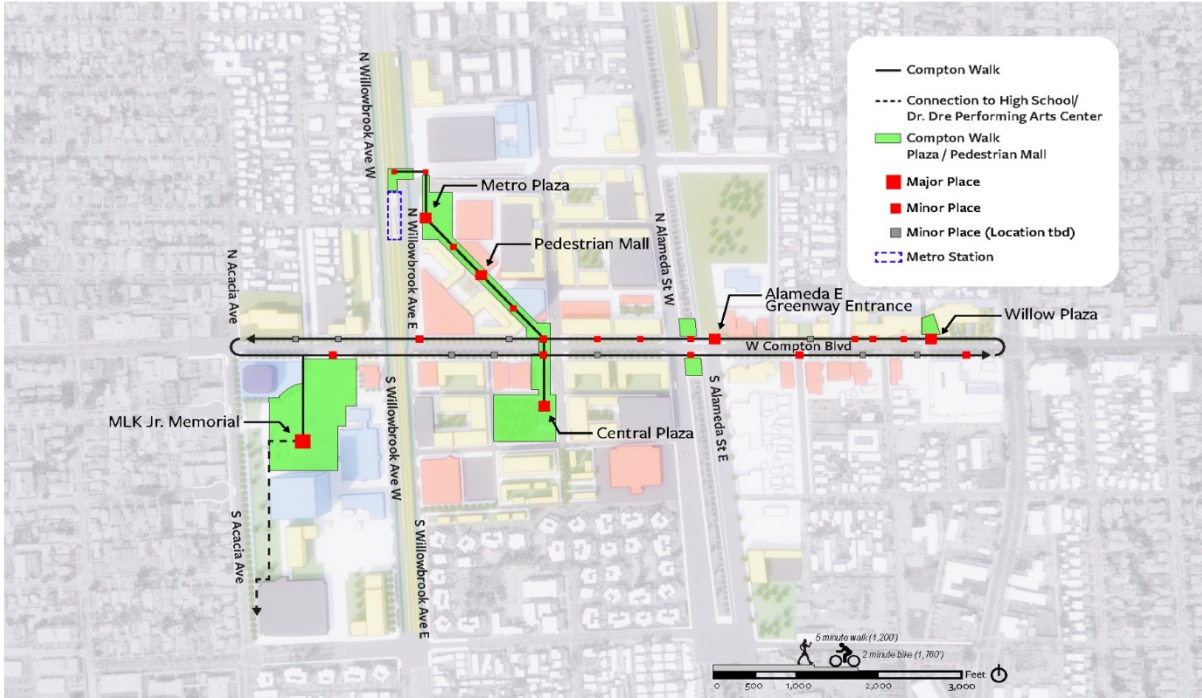 Compton Walk
Connection to High School/
Dr. Dre Performing Arts Center
Compton Walk
Plaza / Pedestrian Mall
Major Place
Minor Place
Minor Place (Location tbd)
Metro Station
N Willowbrook Ave W
Metro Plaza
N Willowbrook Ave E
Pedestrian Mall
N Acacia Ave
N Alameda St W
Alameda E
Greenway Entrance
Willow Plaza
W Compton Blvd
MLK Jr. Memorial
Central Plaza
S Willowbrook Ave W
S Alameda St E
S Acacia Ave
S Willowbrook Ave E
5 minute walk (1,200')
2 minute bike (1,760')
Feet
0 500 1,000 2,000 3,000